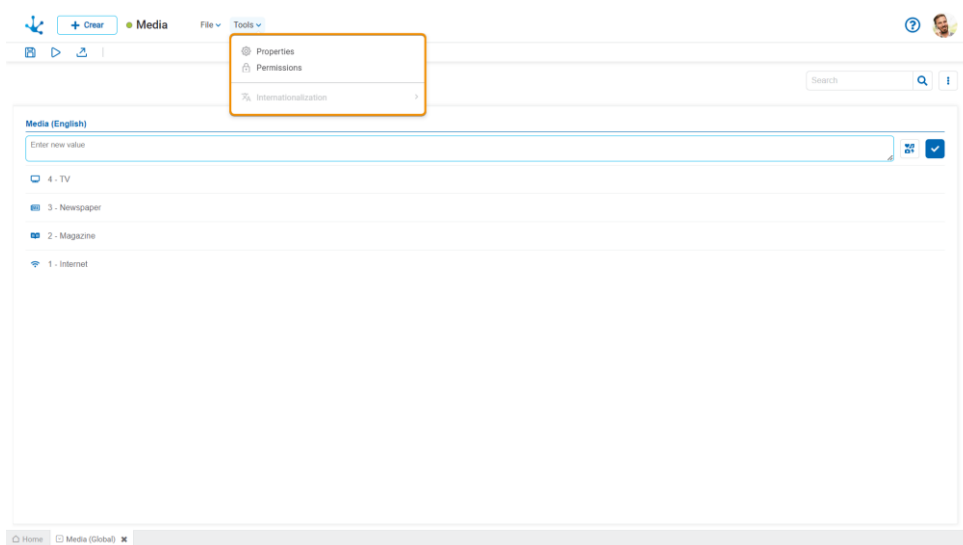 + Crear
Media
File
Tools
Properties
Permissions
Internationalization
Search
Media (English)
Enter new value
4 - TV
3 - Newspaper
2 - Magazine
1 - Internet
Home
Media (Global)